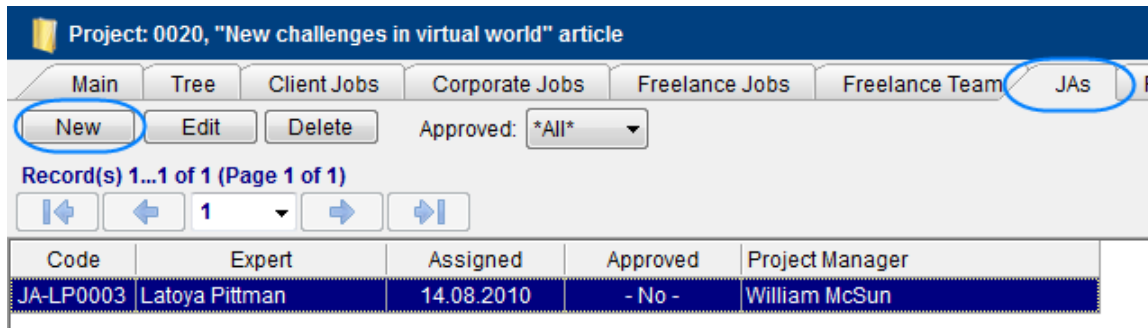 Project: 0020, "New challenges in virtual world" article
Main Tree Client Jobs Corporate Jobs Freelance Jobs Freelance Team JAs
New Edit Delete Approved: *All*
Record(s) 1...1 of 1 (Page 1 of 1)
1
Code Expert Assigned Approved Project Manager
JA-LP0003 Latoya Pittman 14.08.2010 - No - William McSun